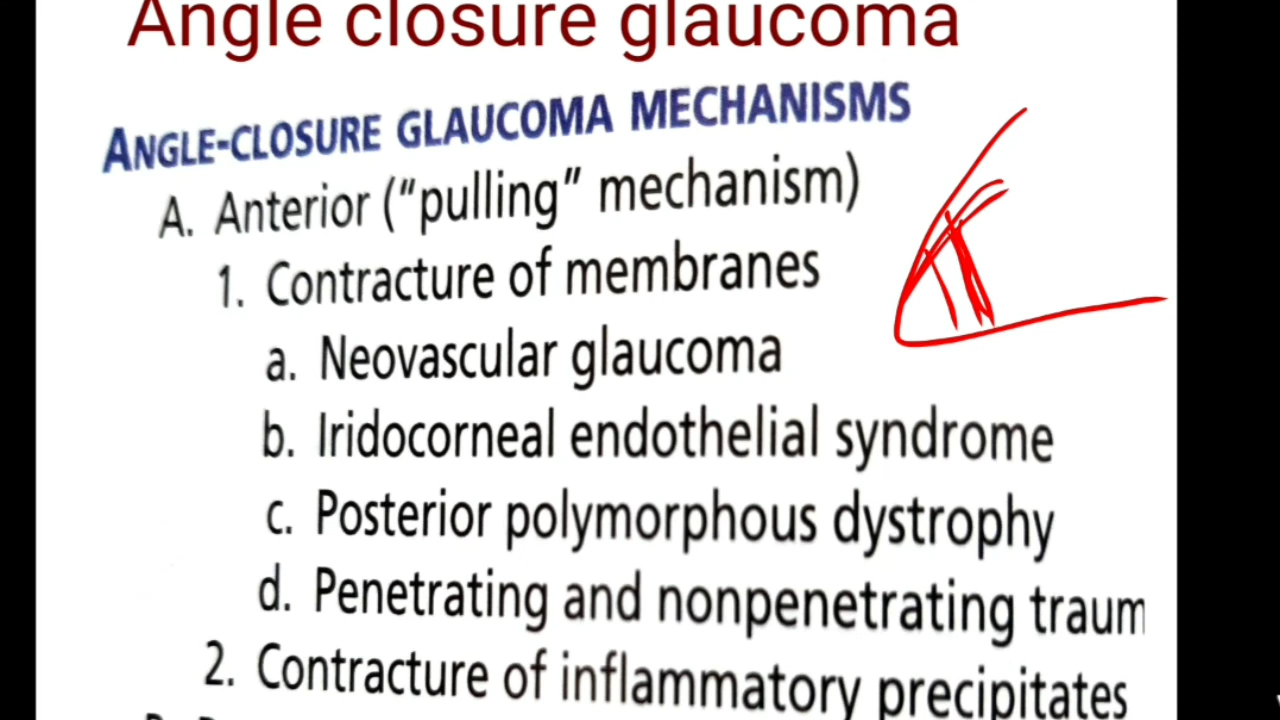 Angle closure glaucoma
ANGLE-CLOSURE GLAUCOMA MECHANISMS
A. Anterior ("pulling" mechanism)
1. Contracture of membranes
a. Neovascular glaucoma
b. Iridocorneal endothelial syndrome
c. Posterior polymorphous dystrophy
d. Penetrating and nonpenetrating traum
2. Contracture of inflammatory precipitates